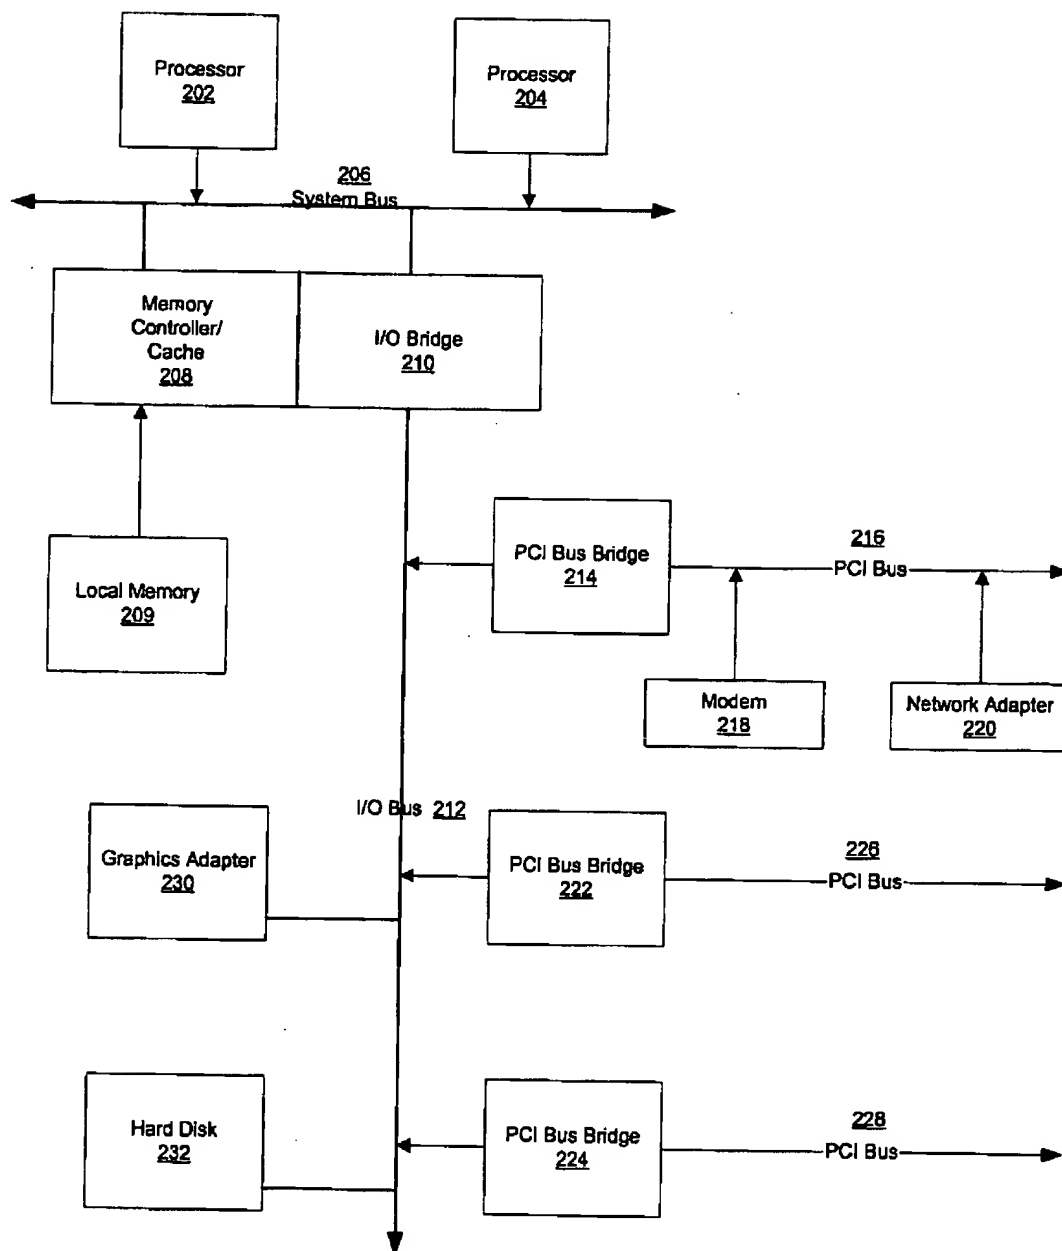 Processor
202
Processor
204
206
System Bus
Memory
Controller/
Cache
208
I/O Bridge
210
Local Memory
209
PCI Bus Bridge
214
216
PCI Bus
Modem
218
Network Adapter
220
I/O Bus 212
Graphics Adapter
230
PCI Bus Bridge
222
226
PCI Bus
Hard Disk
232
PCI Bus Bridge
224
228
PCI Bus